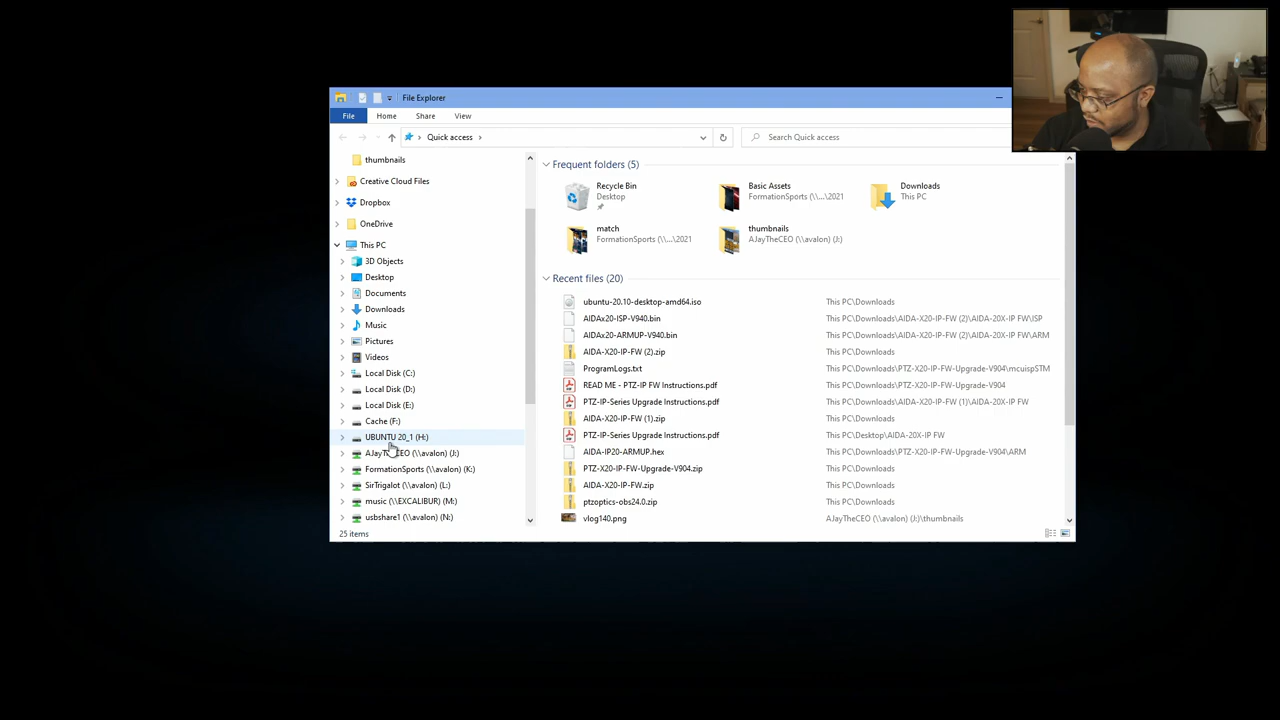 File Explorer
File Home Share View
Quick access
Search Quick access
thumbnails
Creative Cloud Files
Dropbox
OneDrive
This PC
3D Objects
Desktop
Documents
Downloads
Music
Pictures
Videos
Local Disk (C:)
Local Disk (D:)
Local Disk (E:)
Cache (F:)
UBUNTU 20_1 (H:)
AJayTheCEO (\\avalon) (J:)
FormationSports (\\avalon) (K:)
SirTrigalot (\\avalon) (L:)
music (\\EXCALIBUR) (M:)
usbshare1 (\\avalon) (N:)
Frequent folders (5)
Recycle Bin
Desktop
Basic Assets
FormationSports (\\...\2021
Downloads
This PC
match
FormationSports (\\...\2021
thumbnails
AJayTheCEO (\\avalon) (J:)
Recent files (20)
ubuntu-20.10-desktop-amd64.iso This PC\Downloads
AIDAx20-ISP-V940.bin This PC\Downloads\AIDA-X20-IP-FW (2)\AIDA-20X-IP FW\ISP
AIDAx20-ARMUP-V940.bin This PC\Downloads\AIDA-X20-IP-FW (2)\AIDA-20X-IP FW\ARM
AIDA-X20-IP-FW (2).zip This PC\Downloads
ProgramLogs.txt This PC\Downloads\PTZ-X20-IP-FW-Upgrade-V904\mcuispSTM
READ ME - PTZ-IP FW Instructions.pdf This PC\Downloads\PTZ-X20-IP-FW-Upgrade-V904
PTZ-IP-Series Upgrade Instructions.pdf This PC\Downloads\AIDA-X20-IP-FW (1)\AIDA-20X-IP FW
AIDA-X20-IP-FW (1).zip This PC\Downloads
PTZ-IP-Series Upgrade Instructions.pdf This PC\Desktop\AIDA-20X-IP FW
AIDA-IP20-ARMUP.hex This PC\Downloads\PTZ-X20-IP-FW-Upgrade-V904\ARM
PTZ-X20-IP-FW-Upgrade-V904.zip This PC\Downloads
AIDA-X20-IP-FW.zip This PC\Downloads
ptzoptics-obs24.0.zip This PC\Downloads
vlog140.png AJayTheCEO (\\avalon) (J:)\thumbnails
25 items